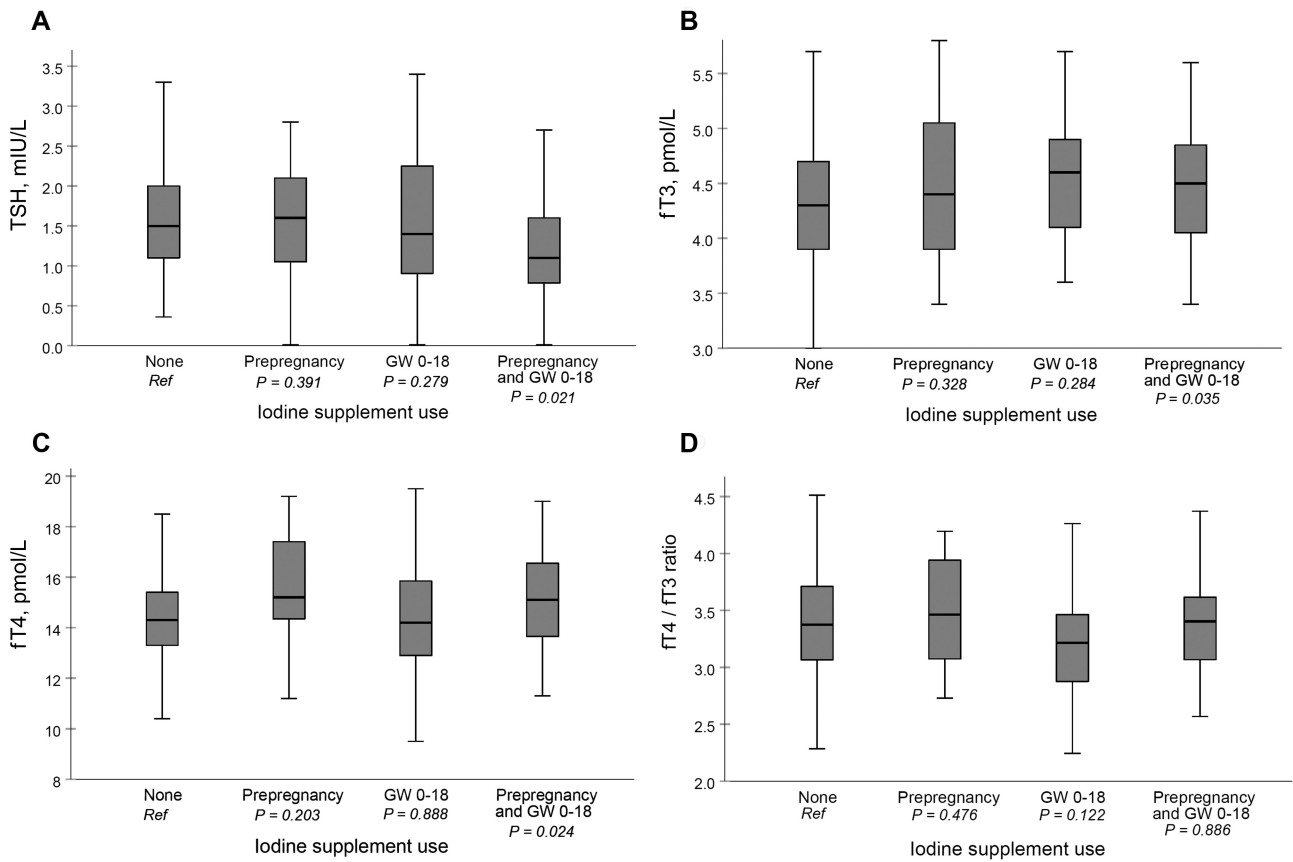 A
TSH, mIU/L
3.5
3.0
2.5
2.0
1.5
1.0
0.5
0.0
None
Ref
Prepregnancy
P = 0.391
GW 0-18
P = 0.279
Prepregnancy
and GW 0-18
P = 0.021
Iodine supplement use
B
fT3, pmol/L
5.5
5.0
4.5
4.0
3.5
3.0
None
Ref
Prepregnancy
P = 0.328
GW 0-18
P = 0.284
Prepregnancy
and GW 0-18
P = 0.035
Iodine supplement use
C
fT4, pmol/L
20
18
16
14
12
10
8
None
Ref
Prepregnancy
P = 0.203
GW 0-18
P = 0.888
Prepregnancy
and GW 0-18
P = 0.024
Iodine supplement use
D
fT4 / fT3 ratio
4.5
4.0
3.5
3.0
2.5
2.0
None
Ref
Prepregnancy
P = 0.476
GW 0-18
P = 0.122
Prepregnancy
and GW 0-18
P = 0.886
Iodine supplement use